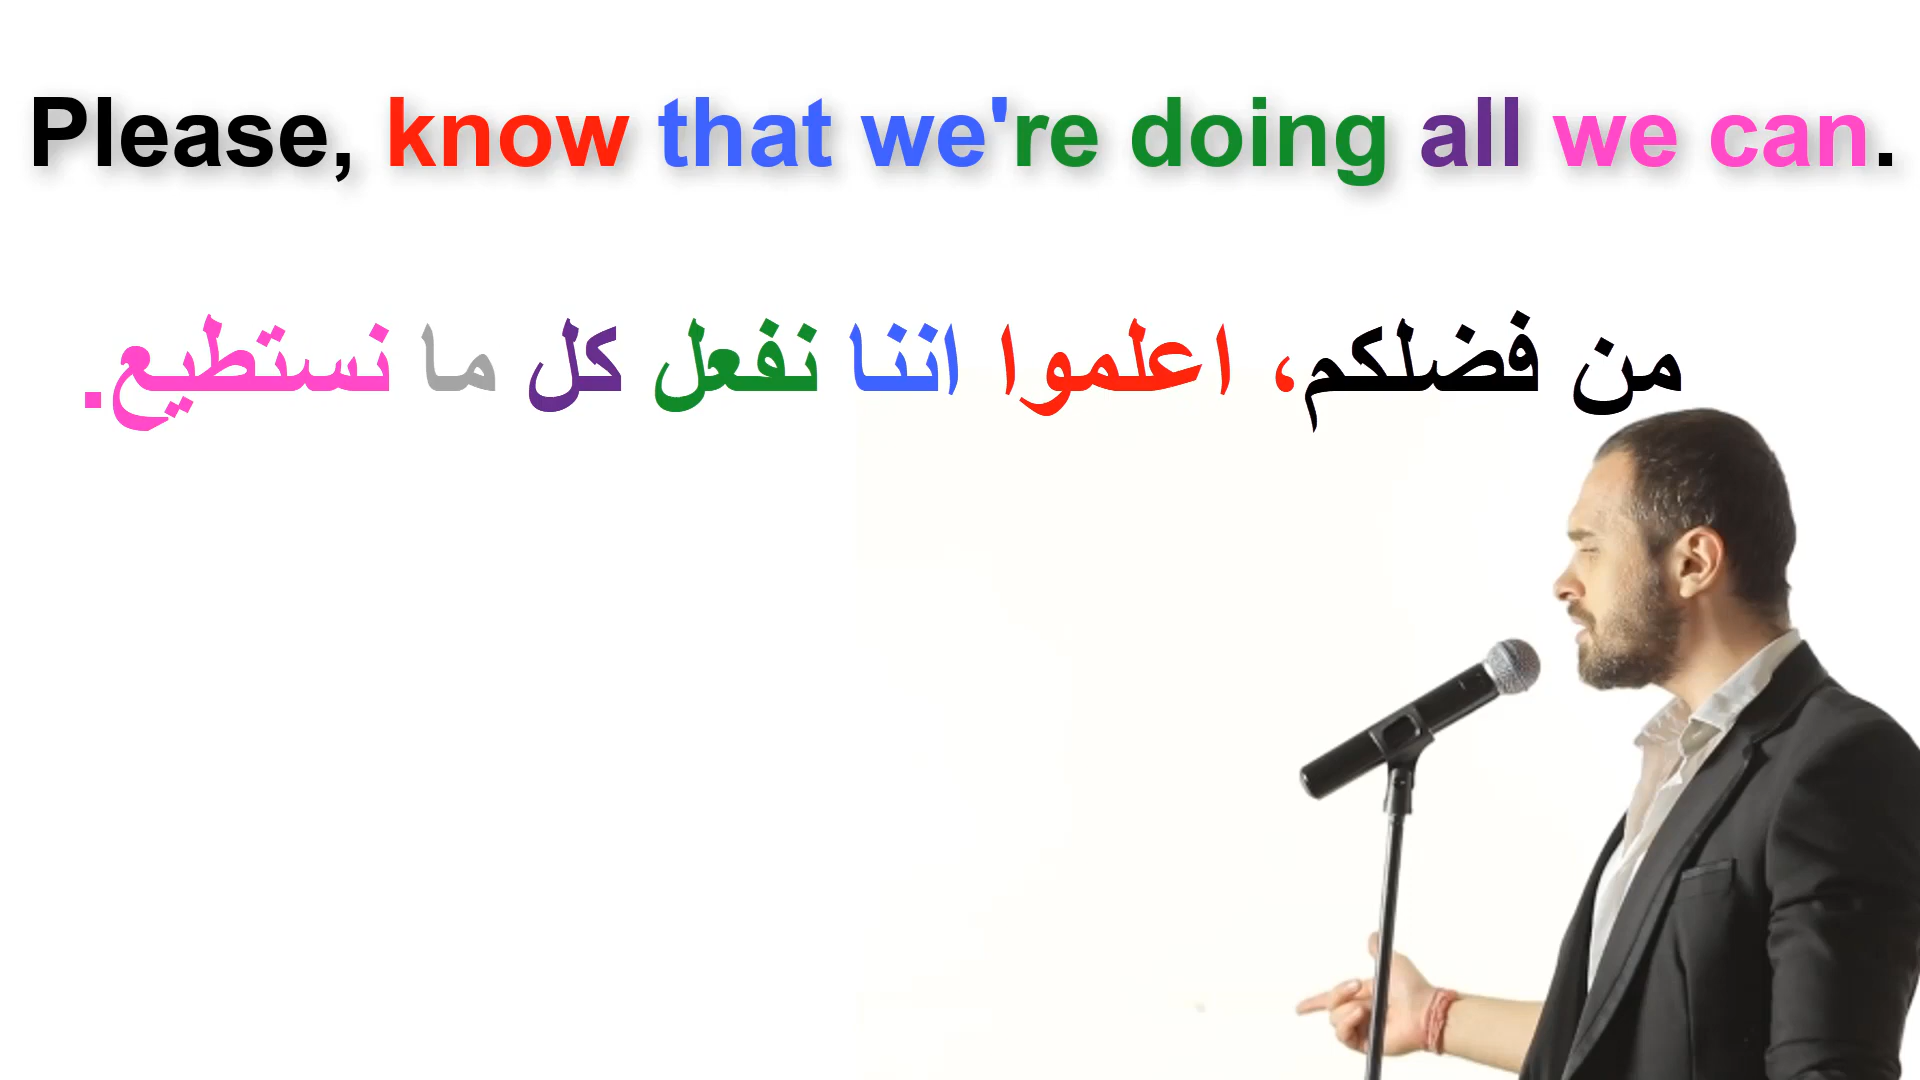 Please, know that we're doing all we can.
من فضلكم، اعلموا اننا نفعل كل ما نستطيع.